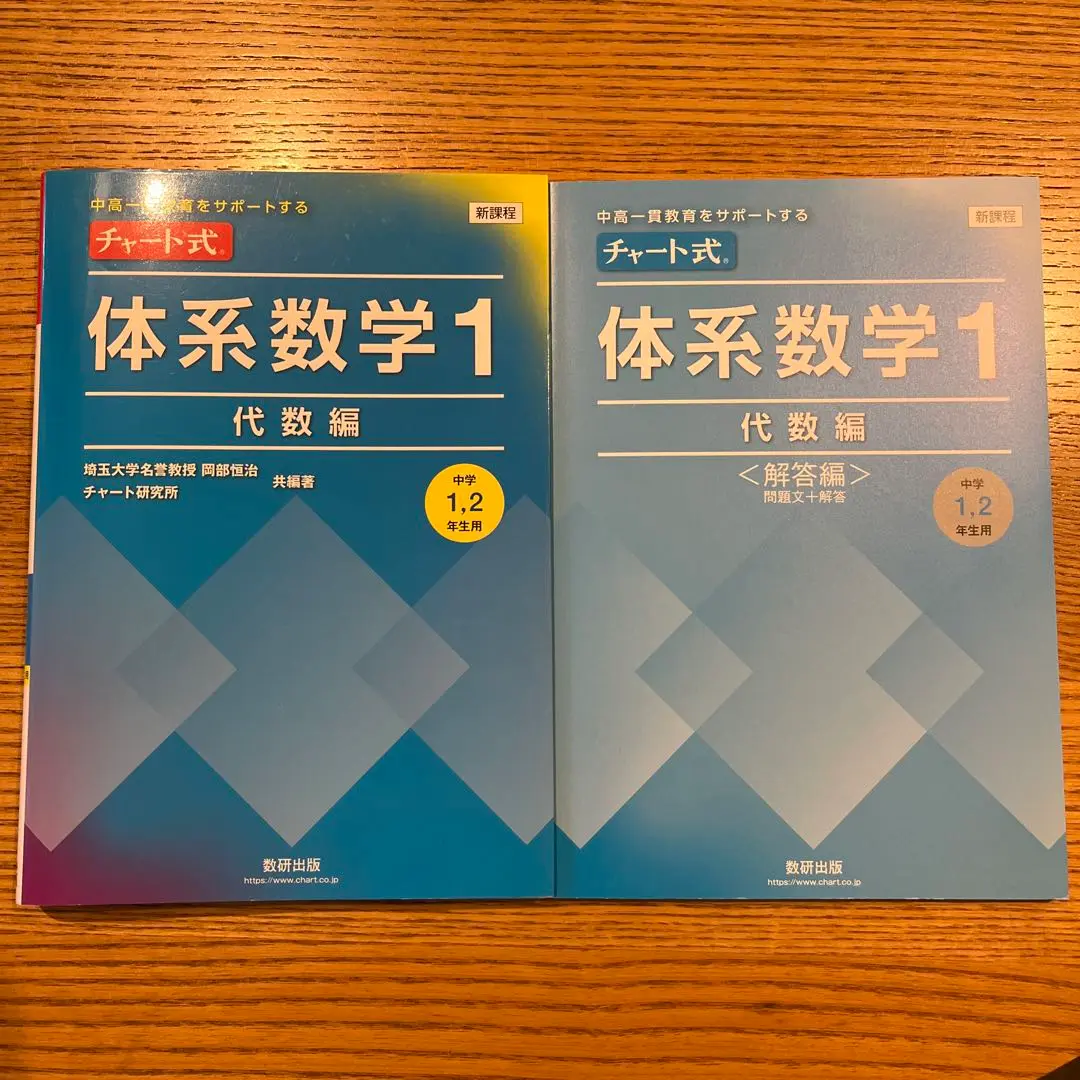 中高一貫教育をサポートする
新課程
チャート式®
体系数学1
代数編
埼玉大学名誉教授 岡部恒治
チャート研究所
共編著
中学
1,2
年生用
数研出版
https://www.chart.co.jp
中高一貫教育をサポートする
新課程
チャート式®
体系数学1
代数編
<解答編>
問題文+解答
中学
1,2
年生用
数研出版
https://www.chart.co.jp